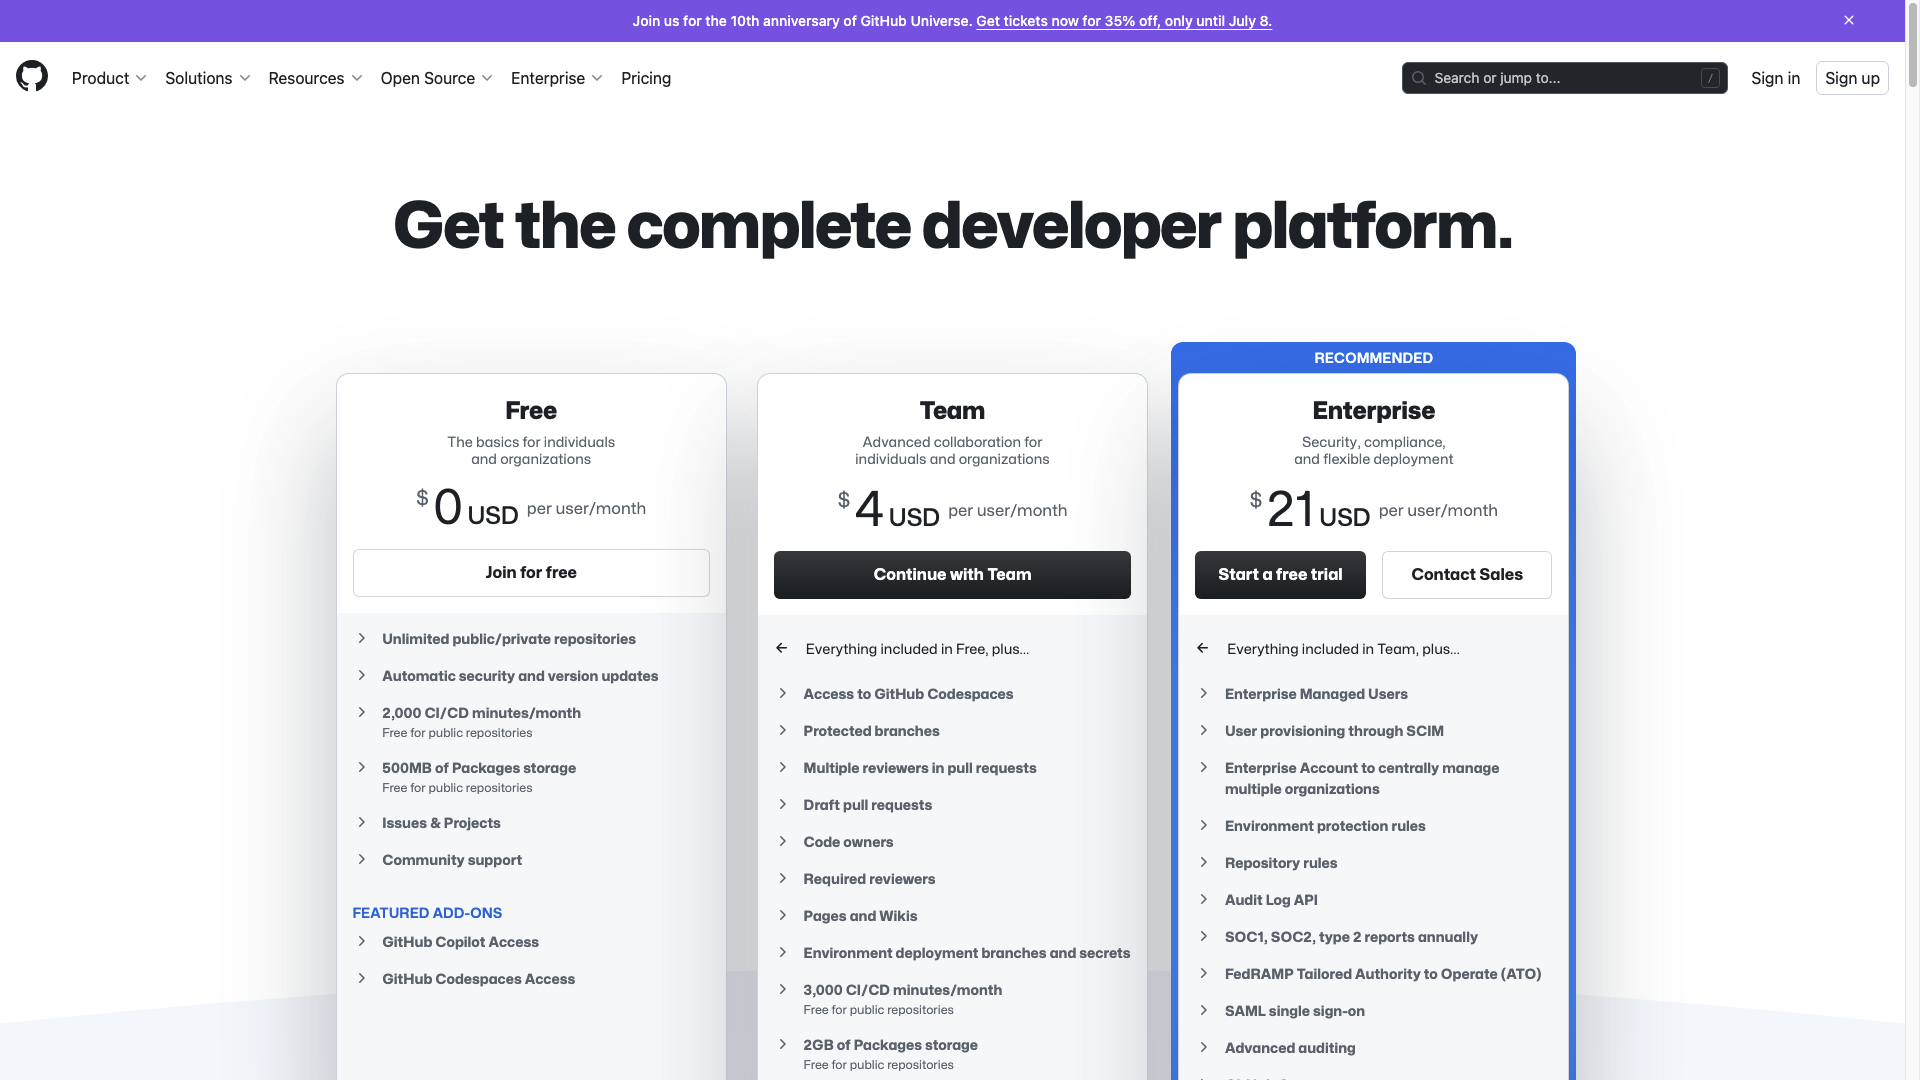 Join us for the 10th anniversary of GitHub Universe. Get tickets now for 35% off, only until July 8.
Product
Solutions
Resources
Open Source
Enterprise
Pricing
Search or jump to...
/
Sign in
Sign up
Get the complete developer platform.
Free
The basics for individuals
and organizations
$ 0 USD per user/month
Join for free
Unlimited public/private repositories
Automatic security and version updates
2,000 CI/CD minutes/month
Free for public repositories
500MB of Packages storage
Free for public repositories
Issues & Projects
Community support
FEATURED ADD-ONS
GitHub Copilot Access
GitHub Codespaces Access
Team
Advanced collaboration for
individuals and organizations
$ 4 USD per user/month
Continue with Team
Everything included in Free, plus...
Access to GitHub Codespaces
Protected branches
Multiple reviewers in pull requests
Draft pull requests
Code owners
Required reviewers
Pages and Wikis
Environment deployment branches and secrets
3,000 CI/CD minutes/month
Free for public repositories
2GB of Packages storage
Free for public repositories
RECOMMENDED
Enterprise
Security, compliance,
and flexible deployment
$ 21 USD per user/month
Start a free trial
Contact Sales
Everything included in Team, plus...
Enterprise Managed Users
User provisioning through SCIM
Enterprise Account to centrally manage
multiple organizations
Environment protection rules
Repository rules
Audit Log API
SOC1, SOC2, type 2 reports annually
FedRAMP Tailored Authority to Operate (ATO)
SAML single sign-on
Advanced auditing